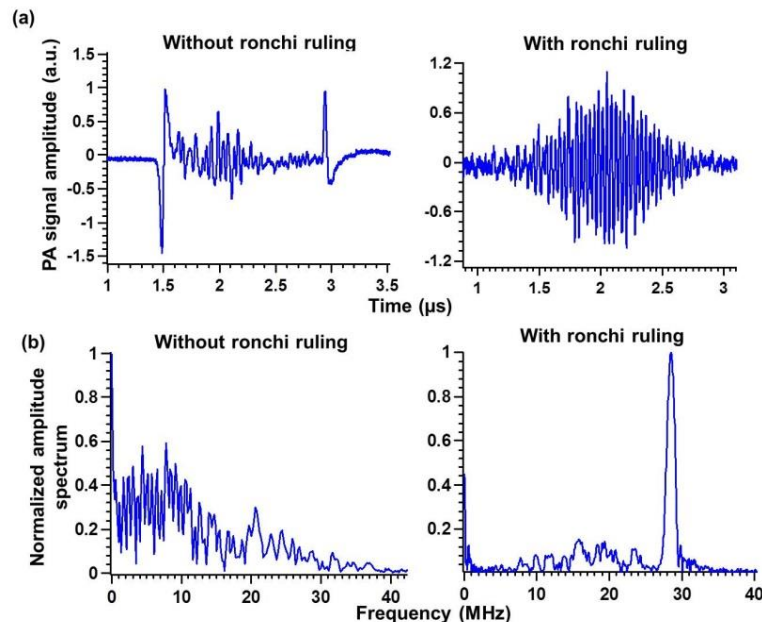 (a)
Without ronchi ruling
With ronchi ruling
PA signal amplitude (a.u.)
1.5
1
0.5
0
-0.5
-1
-1.5
1 1.5 2 2.5 3 3.5
1.2
0.6
0
-0.6
-1.2
1 1.5 2 2.5 3
Time (µs)
(b)
Without ronchi ruling
With ronchi ruling
Normalized amplitude
spectrum
1
0.8
0.6
0.4
0.2
0
0 10 20 30 40
1
0.8
0.6
0.4
0.2
0 10 20 30 40
Frequency (MHz)